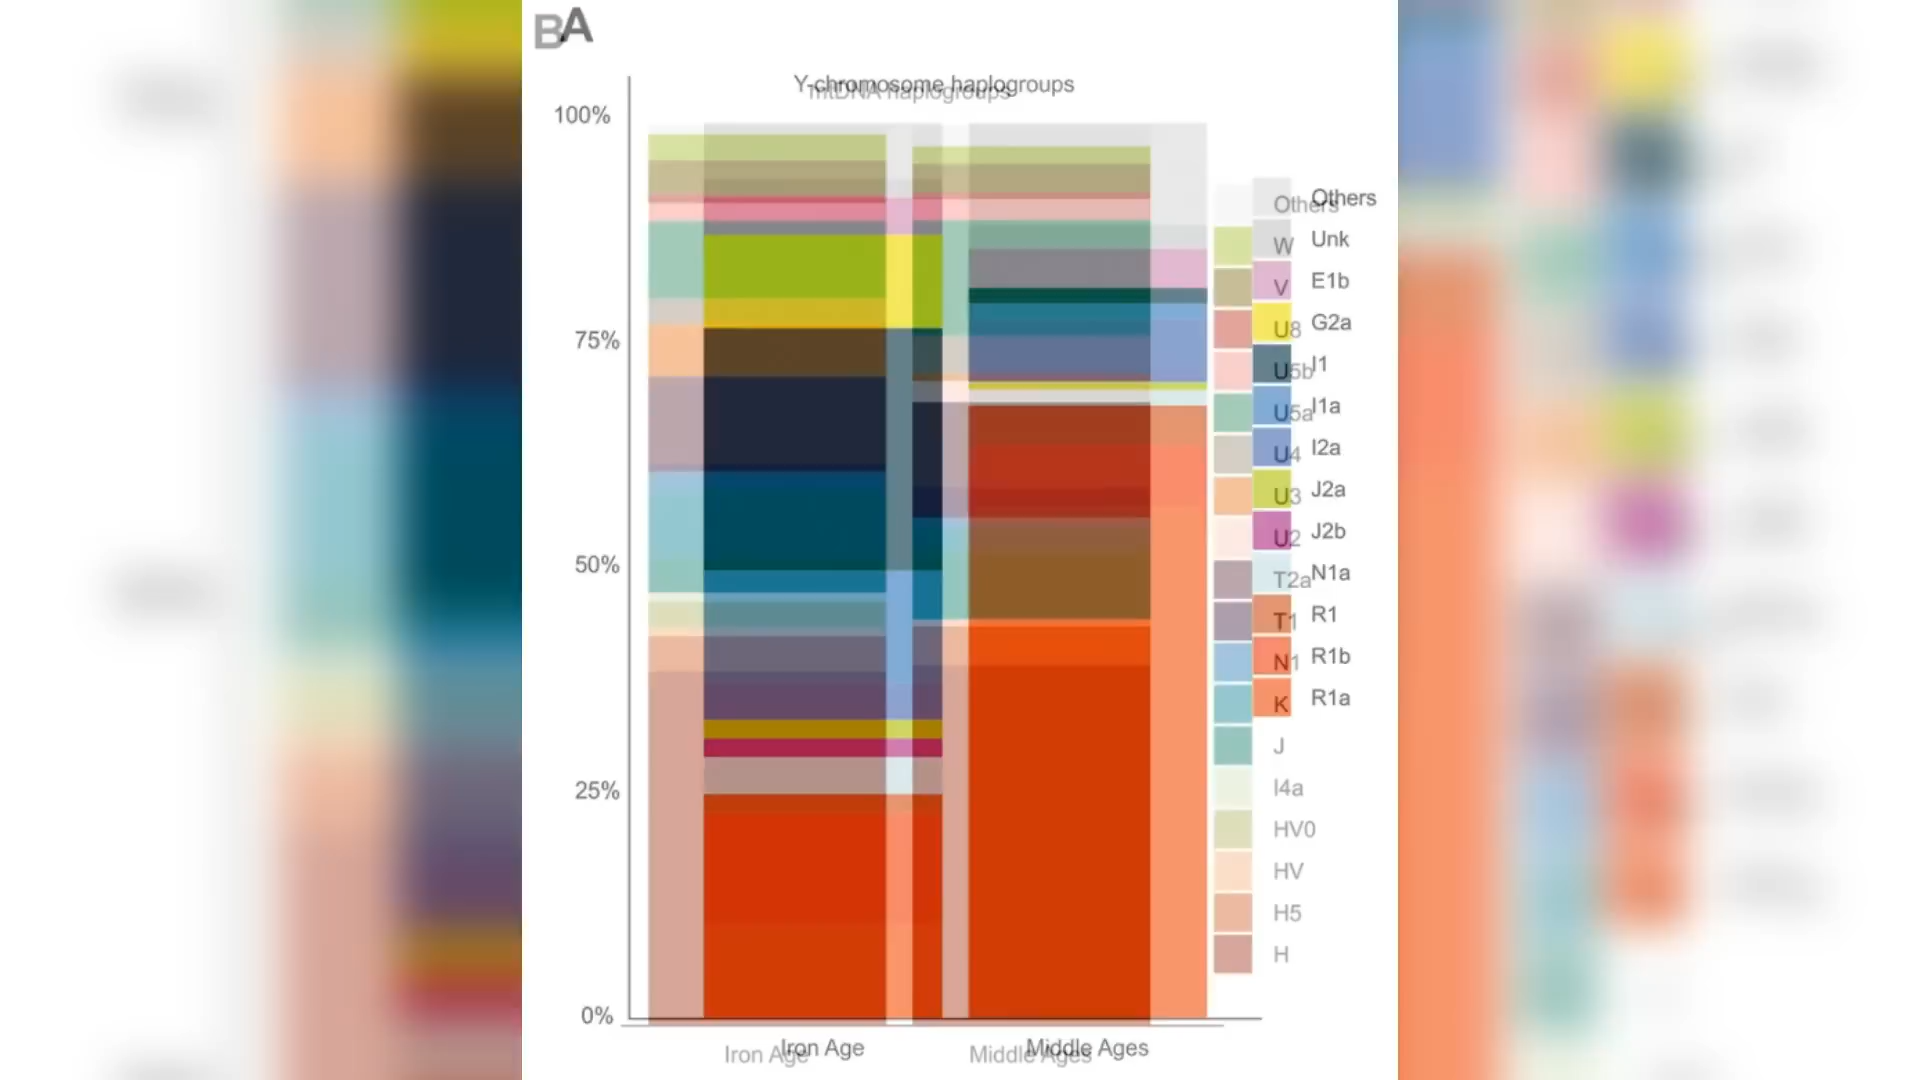 B A
Y-chromosome haplogroups
mtDNA haplogroups
100%
75%
50%
25%
0%
Others
W
V
U8
U5b
U5a
U4
U3
U2
T2a
T1
N1
K
J
I4a
HV0
HV
H5
H
Others
Unk
E1b
G2a
I1
I1a
I2a
J2a
J2b
N1a
R1
R1b
R1a
Iron Age
Middle Ages
Iron Age
Middle Ages